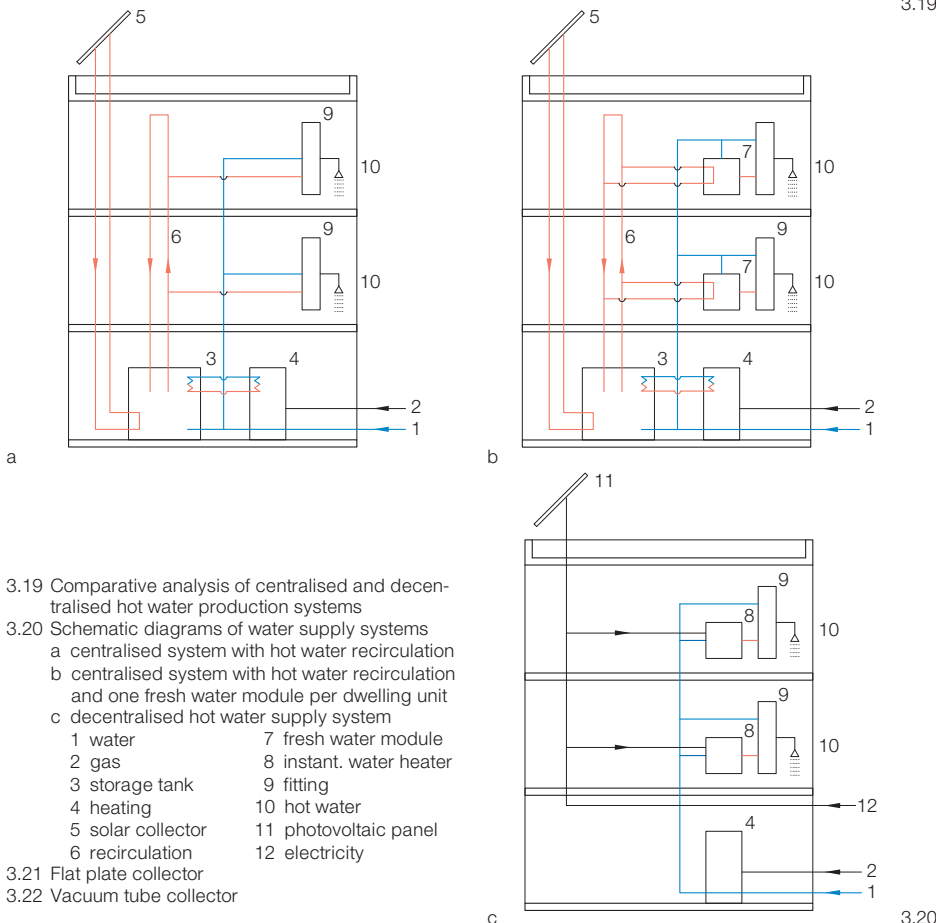 3.19
5
9
10
6
9
10
3
4
2
1
a
5
9
7
10
6
9
7
10
3
4
2
1
b
11
9
8
10
9
8
10
12
4
2
1
c
3.20
3.19 Comparative analysis of centralised and decen-
tralised hot water production systems
3.20 Schematic diagrams of water supply systems
a centralised system with hot water recirculation
b centralised system with hot water recirculation
and one fresh water module per dwelling unit
c decentralised hot water supply system
1 water
2 gas
3 storage tank
4 heating
5 solar collector
6 recirculation
7 fresh water module
8 instant. water heater
9 fitting
10 hot water
11 photovoltaic panel
12 electricity
3.21 Flat plate collector
3.22 Vacuum tube collector